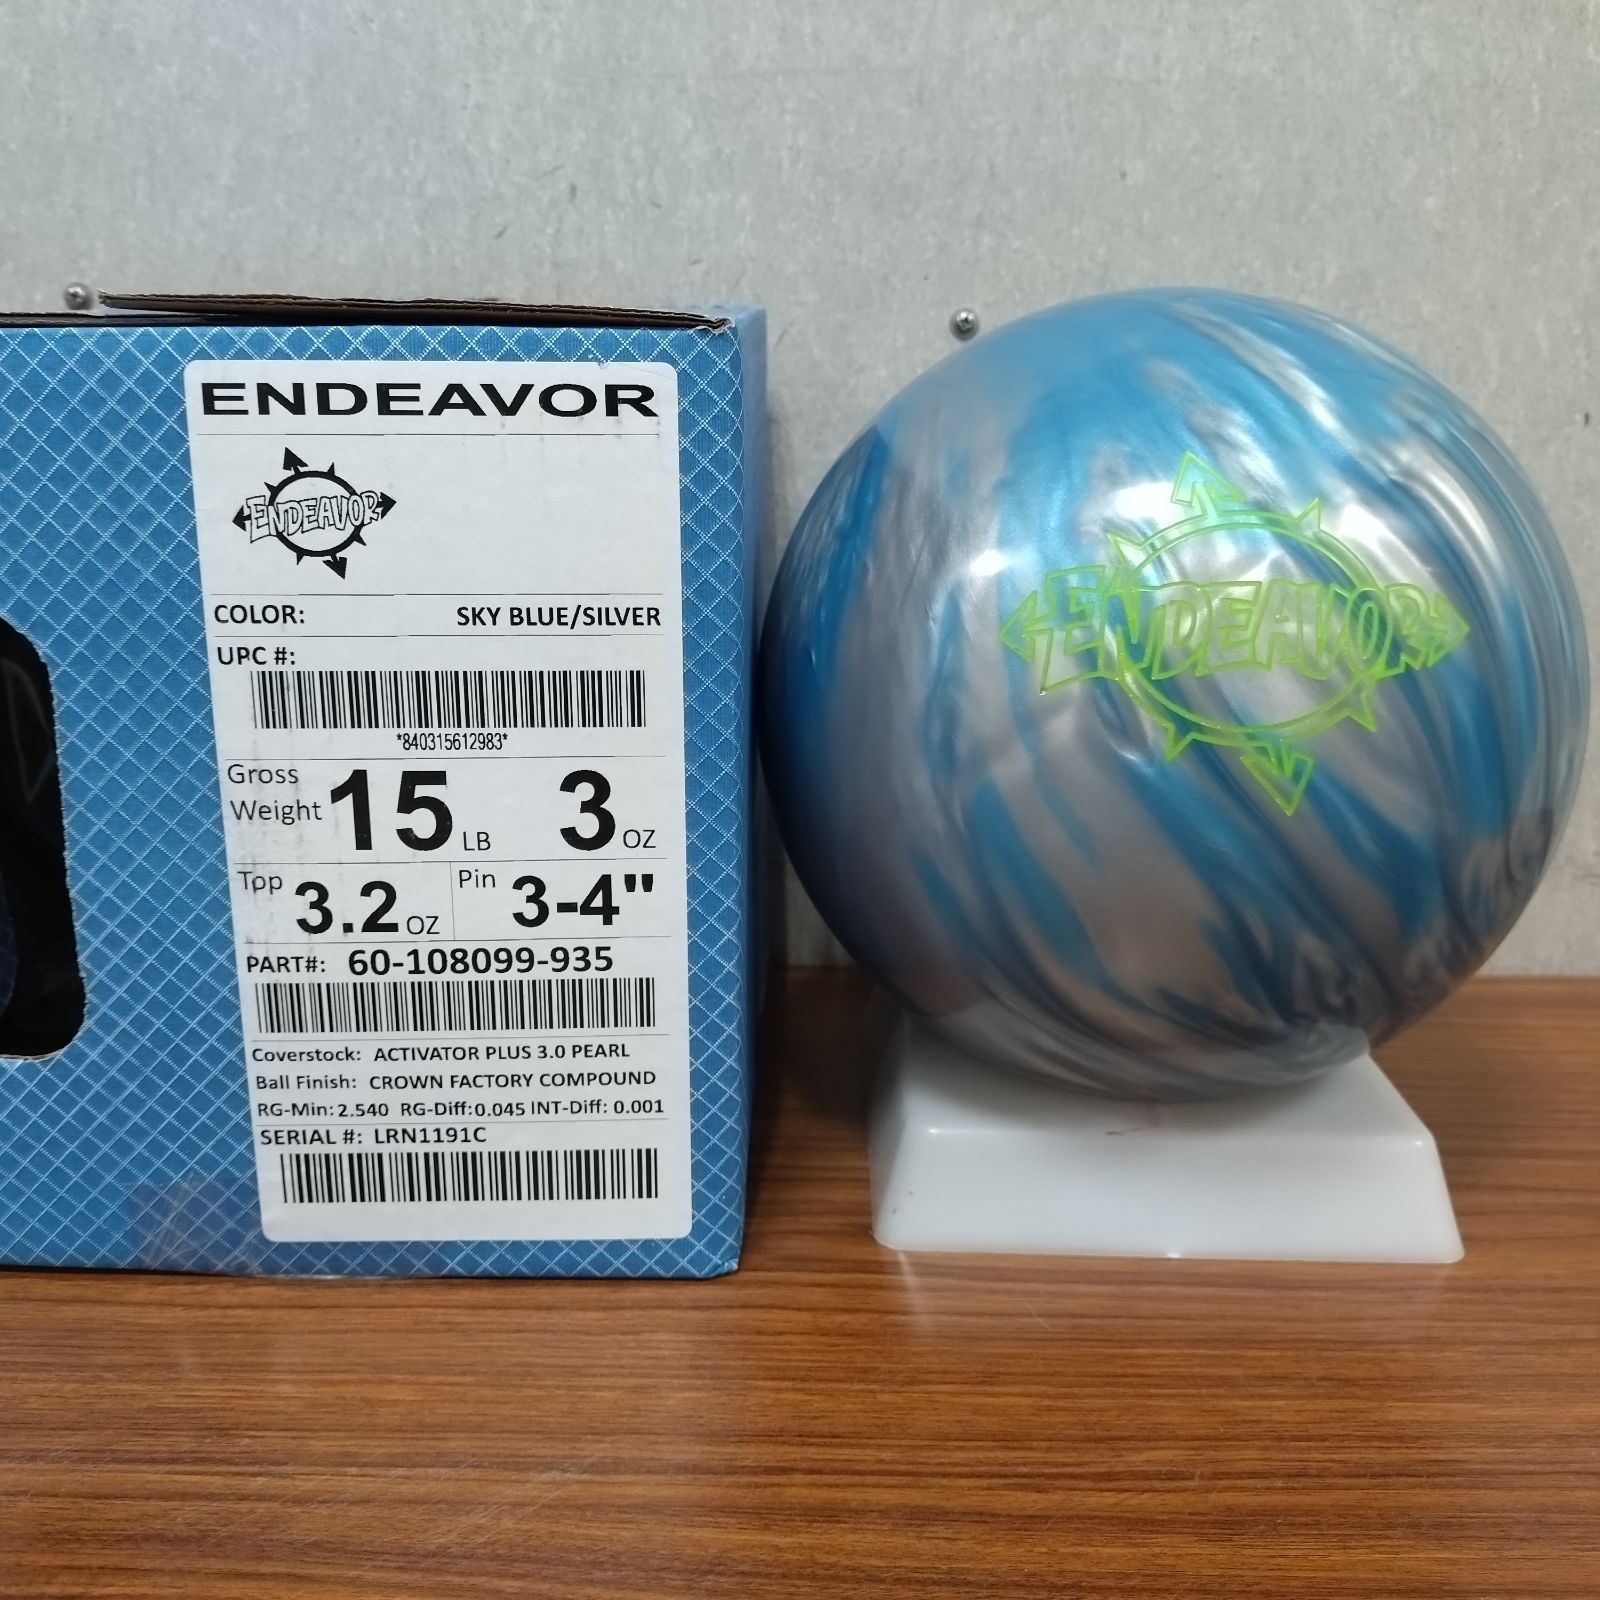 ENDEAVOR
ENDEAVOR
COLOR: SKY BLUE/SILVER
UPC #:
*840315612983*
Gross Weight 15 LB 3 OZ
Top 3.2 OZ Pin 3-4"
PART#: 60-108099-935
Coverstock: ACTIVATOR PLUS 3.0 PEARL
Ball Finish: CROWN FACTORY COMPOUND
RG-Min: 2.540 RG-Diff: 0.045 INT-Diff: 0.001
SERIAL #: LRN1191C
ENDEAVOR